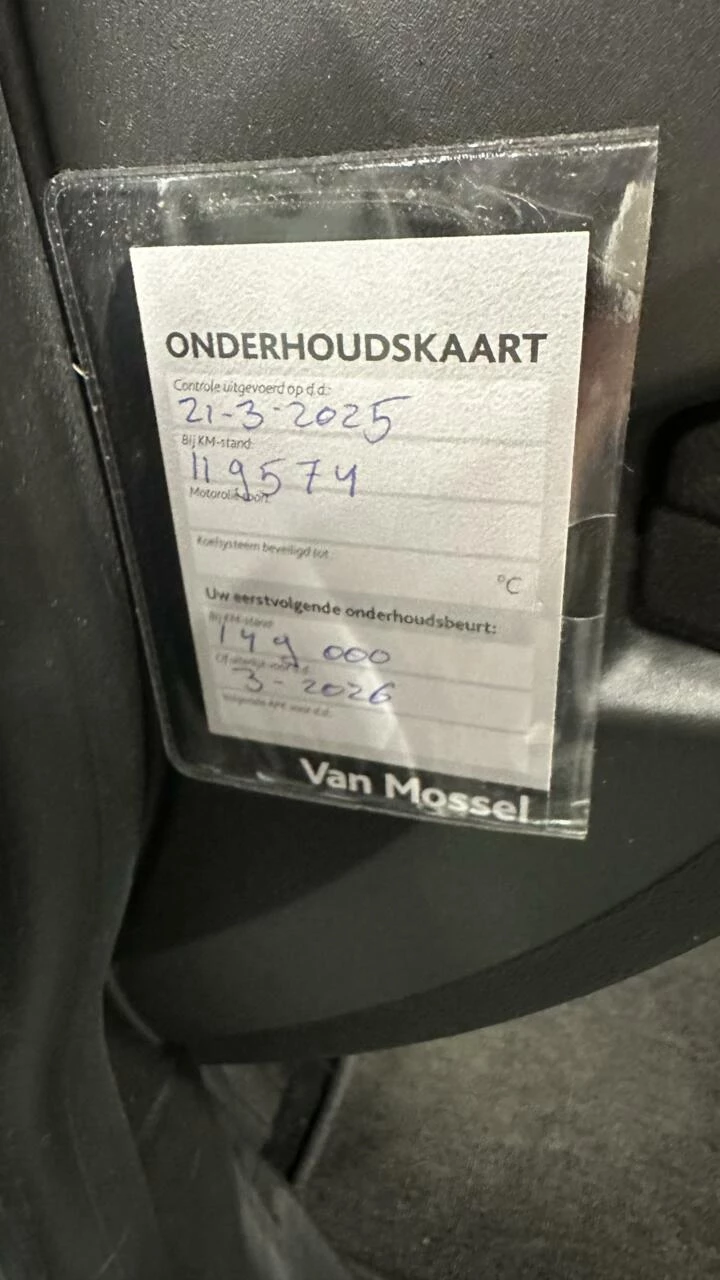 ONDERHOUDSKAART
Controle uitgevoerd op d.d.:
21-3-2025
Bij KM-stand:
119574
Motorolie soort:
Koelsysteem beveiligd tot:
°C
Uw eerstvolgende onderhoudsbeurt:
Bij KM-stand:
149 000
Of uiterlijk voor d.d.
3-2026
Volgende APK voor d.d.:
Van Mossel